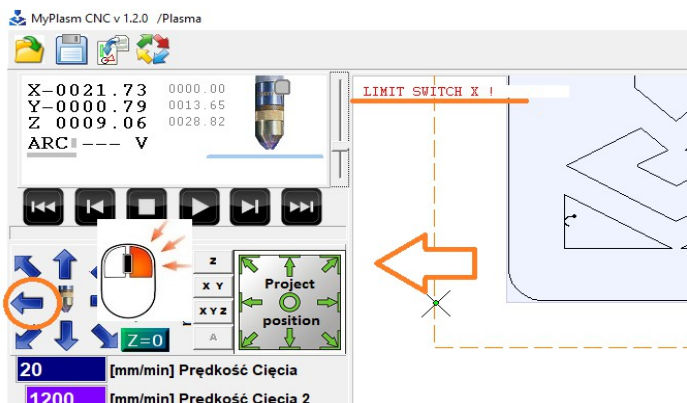 MyPlasm CNC v 1.2.0 /Plasma
X-0021.73 0000.00
Y-0000.79 0013.65
Z 0009.06 0028.82
ARC --- V
LIMIT SWITCH X !
Z
X Y
X Y Z
A
Project
position
Z=0
20 [mm/min] Prędkość Cięcia
1200 [mm/min] Prędkość Cięcia 2